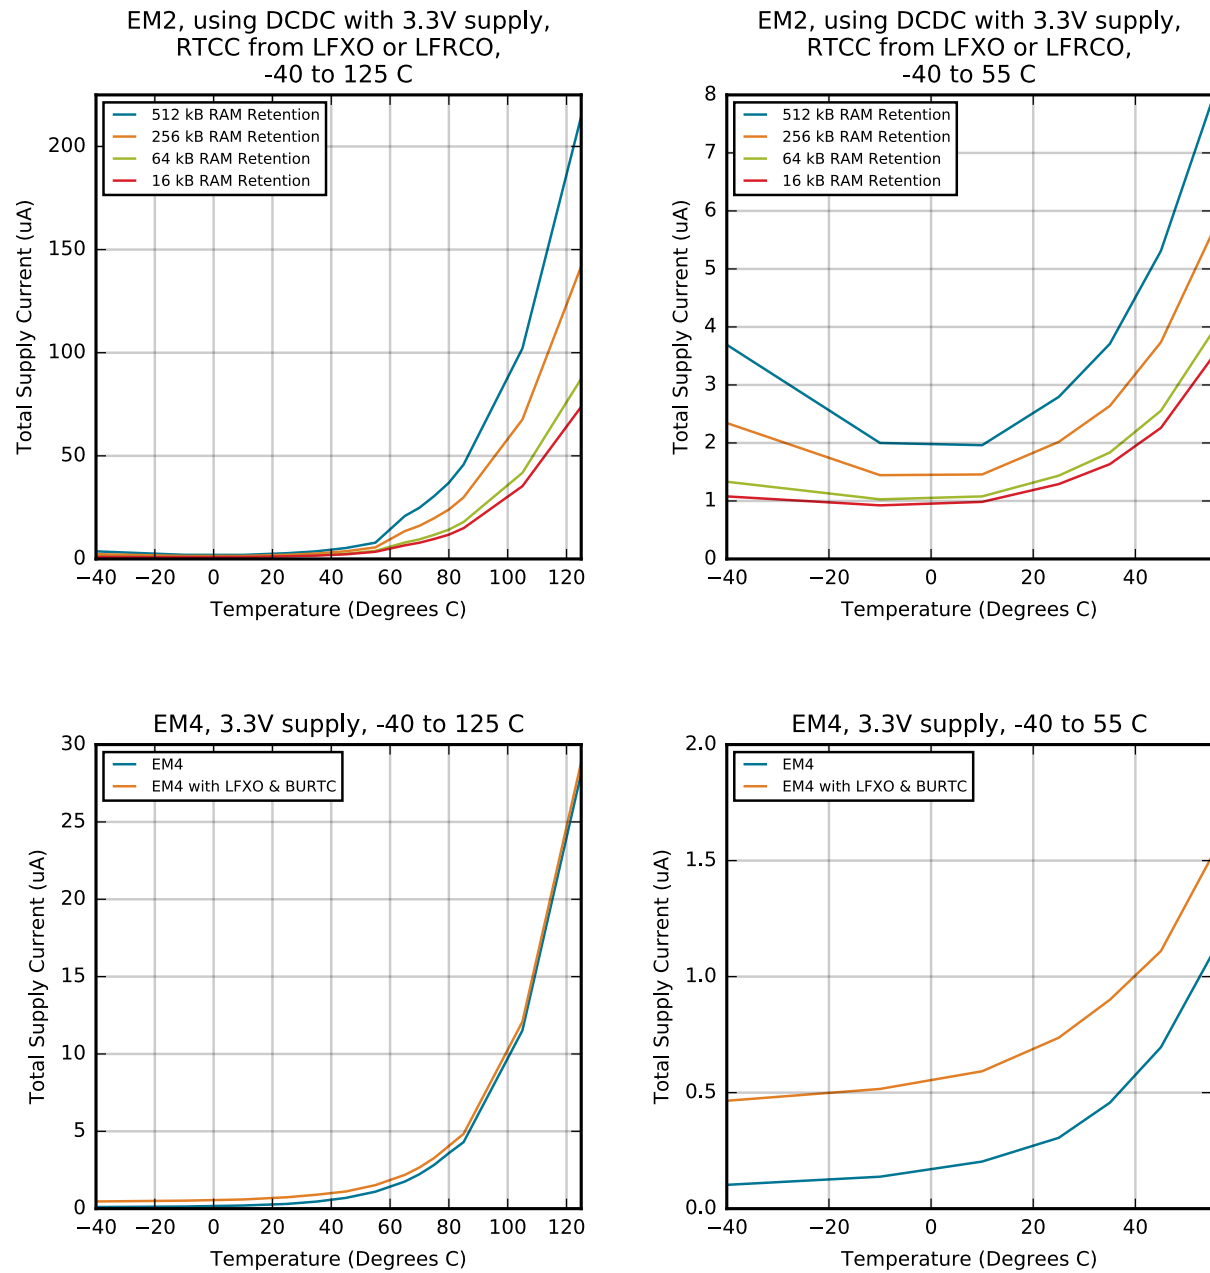 EM2, using DCDC with 3.3V supply,
RTCC from LFXO or LFRCO,
-40 to 125 C
512 kB RAM Retention
256 kB RAM Retention
64 kB RAM Retention
16 kB RAM Retention
Total Supply Current (uA)
200
150
100
50
0
−40 −20 0 20 40 60 80 100 120
Temperature (Degrees C)
EM2, using DCDC with 3.3V supply,
RTCC from LFXO or LFRCO,
-40 to 55 C
512 kB RAM Retention
256 kB RAM Retention
64 kB RAM Retention
16 kB RAM Retention
Total Supply Current (uA)
8
7
6
5
4
3
2
1
0
−40 −20 0 20 40
Temperature (Degrees C)
EM4, 3.3V supply, -40 to 125 C
EM4
EM4 with LFXO & BURTC
Total Supply Current (uA)
30
25
20
15
10
5
0
−40 −20 0 20 40 60 80 100 120
Temperature (Degrees C)
EM4, 3.3V supply, -40 to 55 C
EM4
EM4 with LFXO & BURTC
Total Supply Current (uA)
2.0
1.5
1.0
0.5
0.0
−40 −20 0 20 40
Temperature (Degrees C)